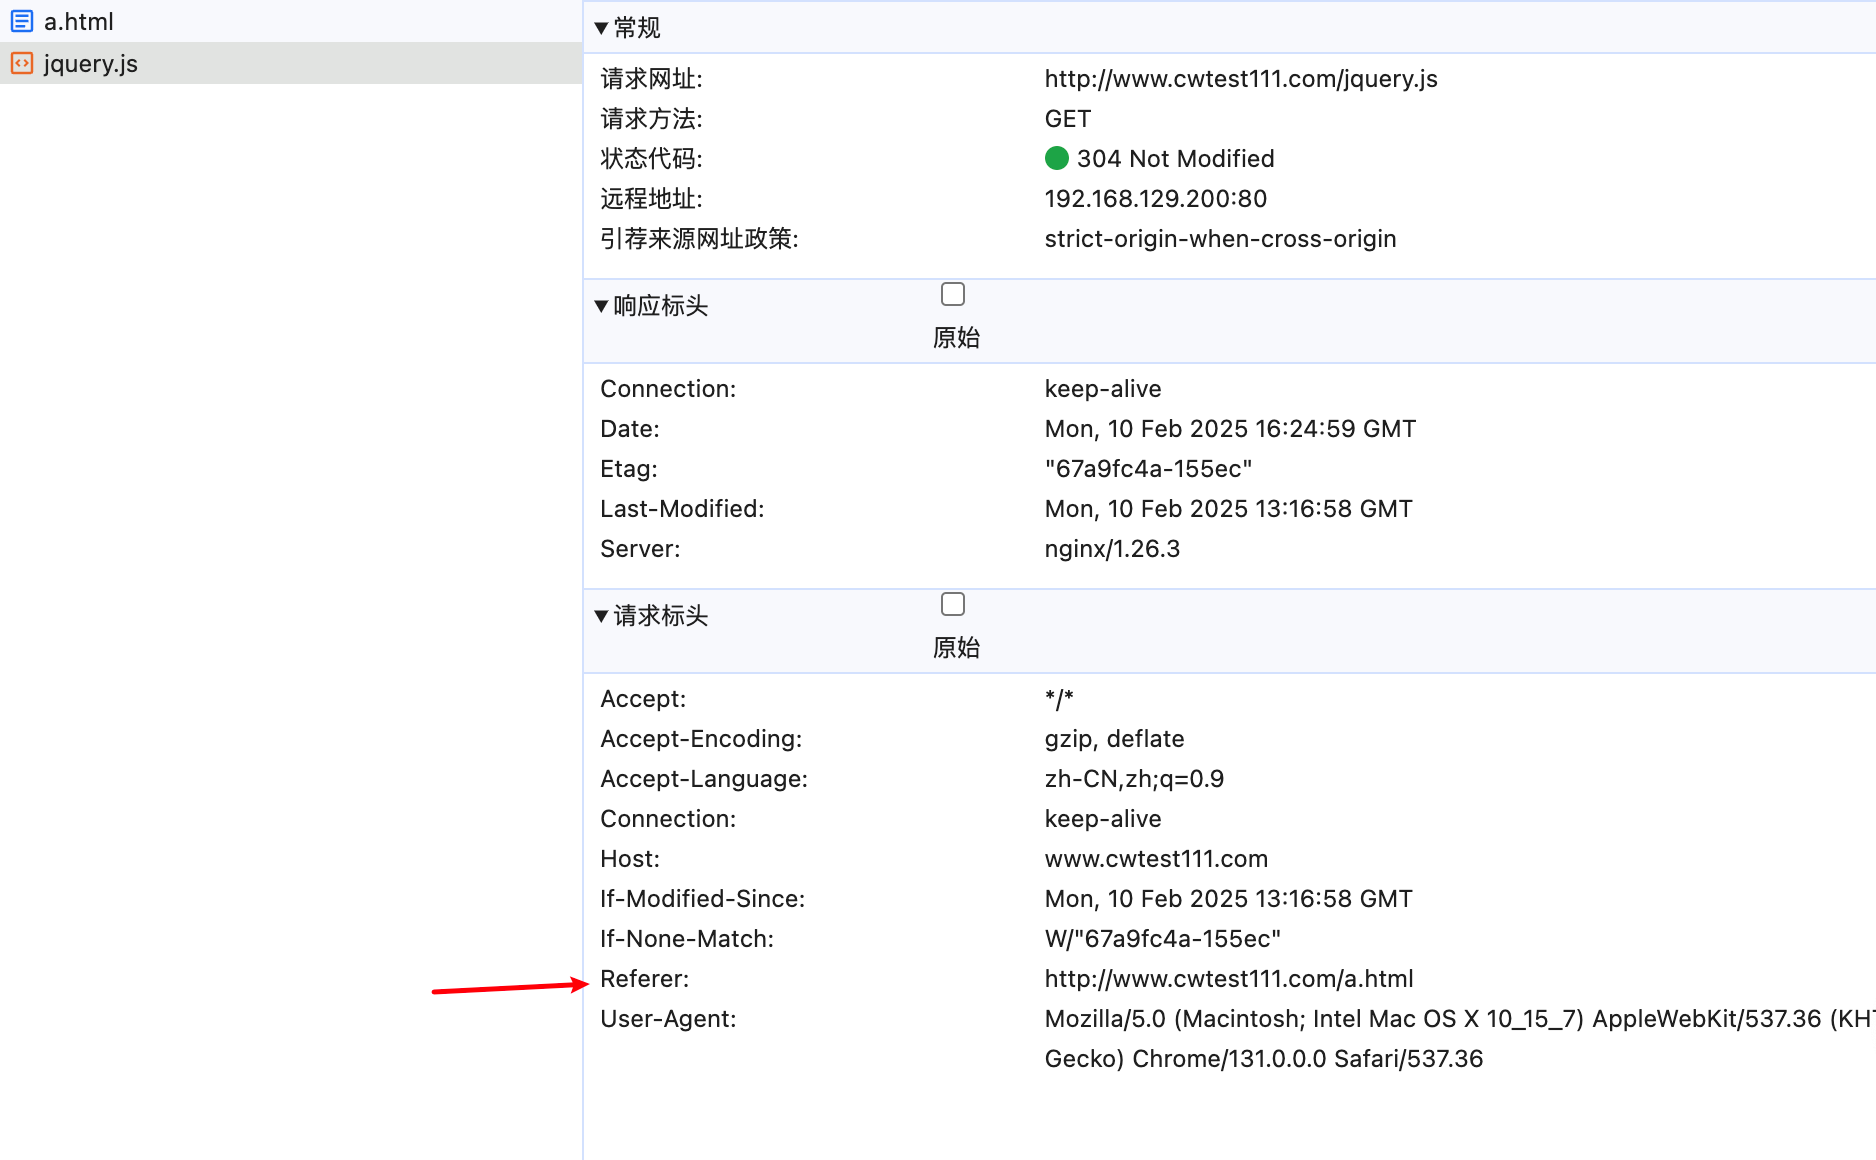 a.html
jquery.js
常规
请求网址: http://www.cwtest111.com/jquery.js
请求方法: GET
状态代码: 304 Not Modified
远程地址: 192.168.129.200:80
引荐来源网址政策: strict-origin-when-cross-origin
响应标头
原始
Connection: keep-alive
Date: Mon, 10 Feb 2025 16:24:59 GMT
Etag: "67a9fc4a-155ec"
Last-Modified: Mon, 10 Feb 2025 13:16:58 GMT
Server: nginx/1.26.3
请求标头
原始
Accept: */*
Accept-Encoding: gzip, deflate
Accept-Language: zh-CN,zh;q=0.9
Connection: keep-alive
Host: www.cwtest111.com
If-Modified-Since: Mon, 10 Feb 2025 13:16:58 GMT
If-None-Match: W/"67a9fc4a-155ec"
Referer: http://www.cwtest111.com/a.html
User-Agent: Mozilla/5.0 (Macintosh; Intel Mac OS X 10_15_7) AppleWebKit/537.36
Gecko) Chrome/131.0.0.0 Safari/537.36